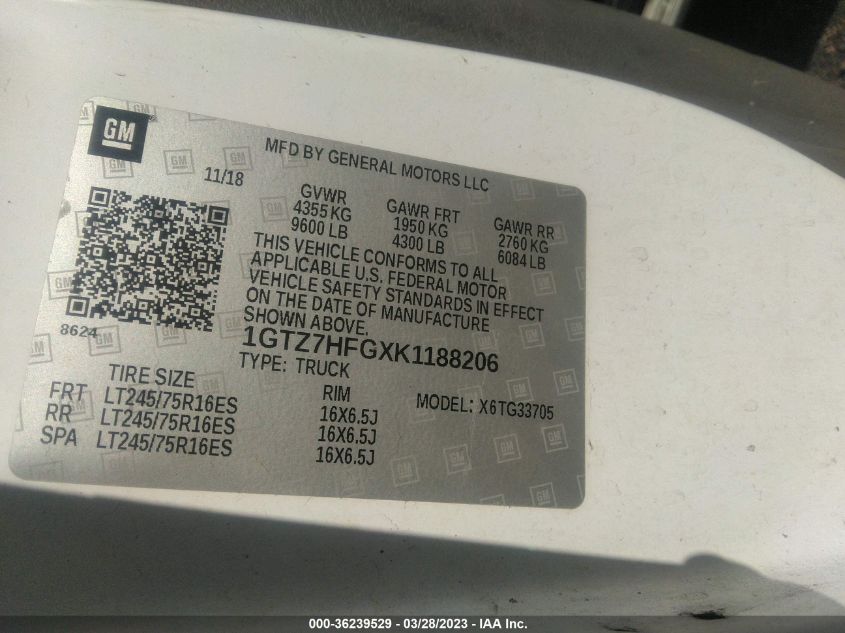 GM
MFD BY GENERAL MOTORS LLC
11/18
GVWR
4355 KG
9600 LB
GAWR FRT
1950 KG
4300 LB
GAWR RR
2760 KG
6084 LB
THIS VEHICLE CONFORMS TO ALL
APPLICABLE U.S. FEDERAL MOTOR
VEHICLE SAFETY STANDARDS IN EFFECT
ON THE DATE OF MANUFACTURE
SHOWN ABOVE.
8624
1GTZ7HFGXK1188206
TYPE: TRUCK
TIRE SIZE RIM
MODEL: X6TG33705
FRT LT245/75R16ES 16X6.5J
RR LT245/75R16ES 16X6.5J
SPA LT245/75R16ES 16X6.5J
000-36239529 / 03/28/2023 - IAA Inc.